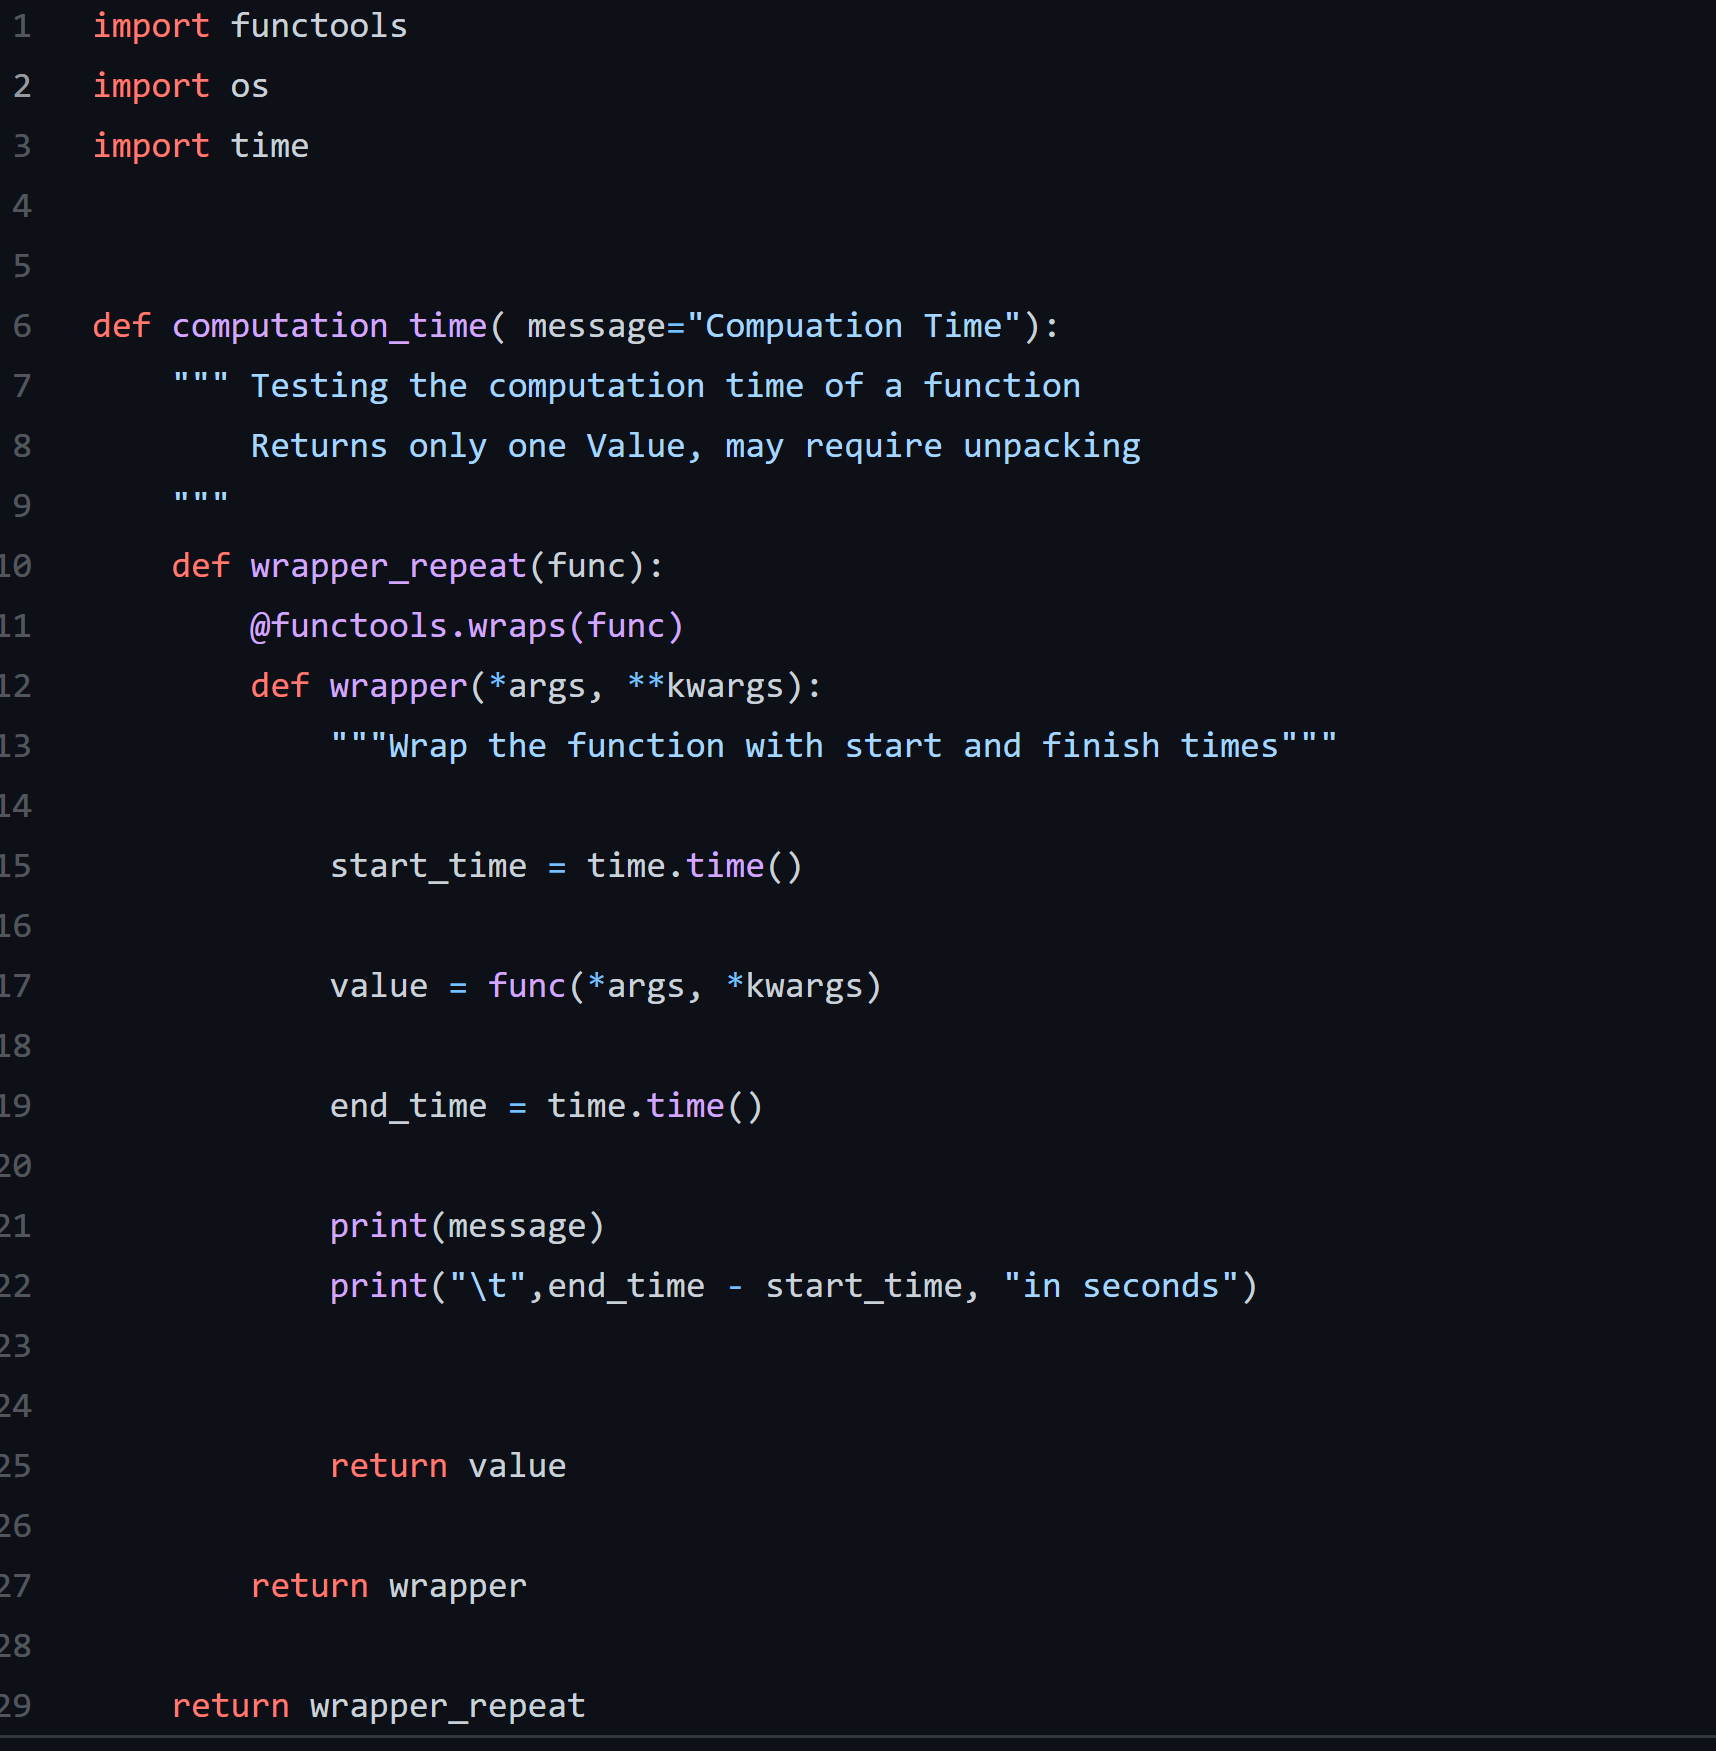 1 import functools
2 import os
3 import time
4
5
6 def computation_time( message="Compuation Time"):
7     """ Testing the computation time of a function
8         Returns only one Value, may require unpacking
9     """
10     def wrapper_repeat(func):
11         @functools.wraps(func)
12         def wrapper(*args, **kwargs):
13             """Wrap the function with start and finish times"""
14
15             start_time = time.time()
16
17             value = func(*args, *kwargs)
18
19             end_time = time.time()
20
21             print(message)
22             print("\t",end_time - start_time, "in seconds")
23
24
25             return value
26
27         return wrapper
28
29     return wrapper_repeat